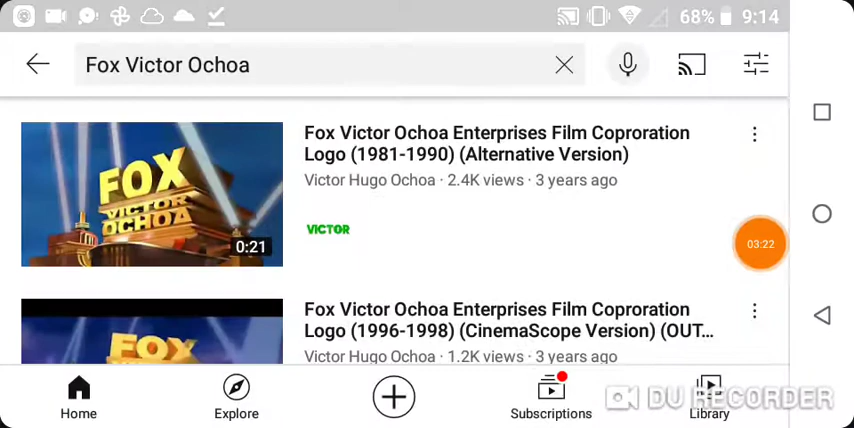 68% 9:14
Fox Victor Ochoa
FOX
VICTOR
OCHOA
0:21
Fox Victor Ochoa Enterprises Film Coproration
Logo (1981-1990) (Alternative Version)
Victor Hugo Ochoa · 2.4K views · 3 years ago
VICTOR
03:22
FOX
Fox Victor Ochoa Enterprises Film Coproration
Logo (1996-1998) (CinemaScope Version) (OUT...
Victor Hugo Ochoa · 1.2K views · 3 years ago
Home
Explore
Subscriptions
Library
DU RECORDER